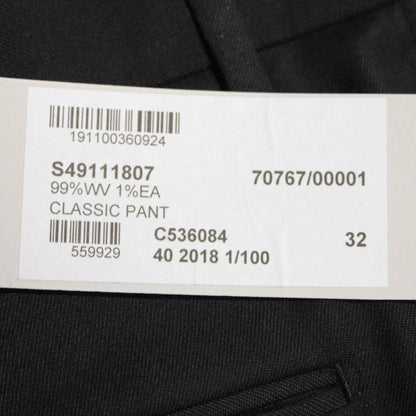 191100360924
S49111807 70767/00001
99%WV 1%EA
CLASSIC PANT
C536084 32
559929 40 2018 1/100